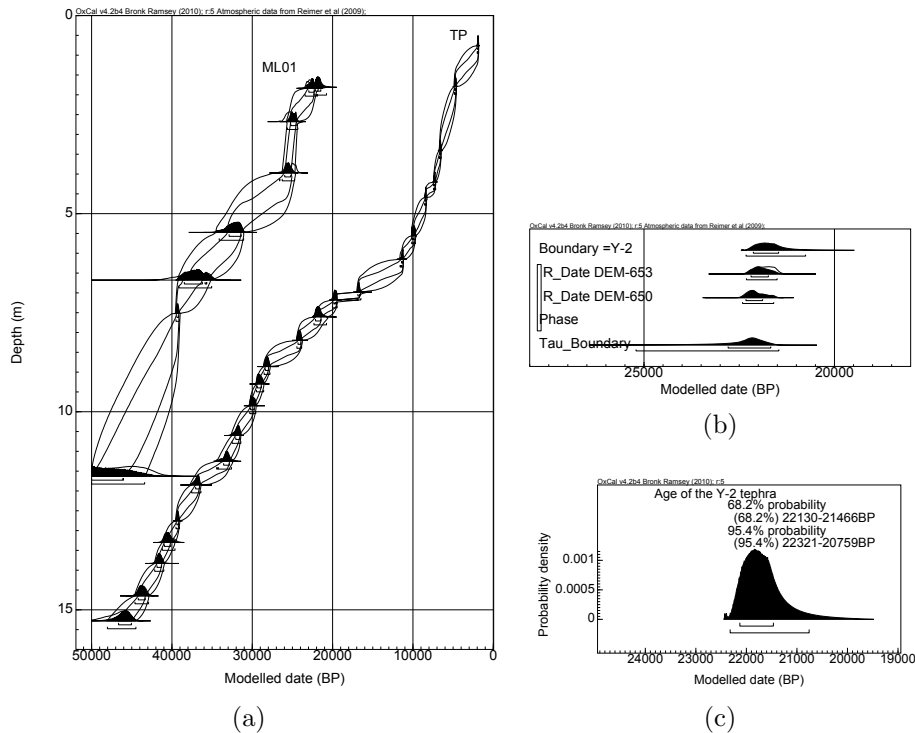 OxCal v4.2b4 Bronk Ramsey (2010); r:5 Atmospheric data from Reimer et al (2009);
0
5
10
15
Depth (m)
ML01
TP
50000 40000 30000 20000 10000 0
Modelled date (BP)
(a)
OxCal v4.2b4 Bronk Ramsey (2010); r:5 Atmospheric data from Reimer et al (2009);
Boundary =Y-2
R_Date DEM-653
R_Date DEM-650
Phase
Tau_Boundary
25000 20000
Modelled date (BP)
(b)
OxCal v4.2b4 Bronk Ramsey (2010); r:5
Age of the Y-2 tephra
68.2% probability
(68.2%) 22130-21466BP
95.4% probability
(95.4%) 22321-20759BP
0.001
0.0005
0
Probability density
24000 23000 22000 21000 20000 19000
Modelled date (BP)
(c)